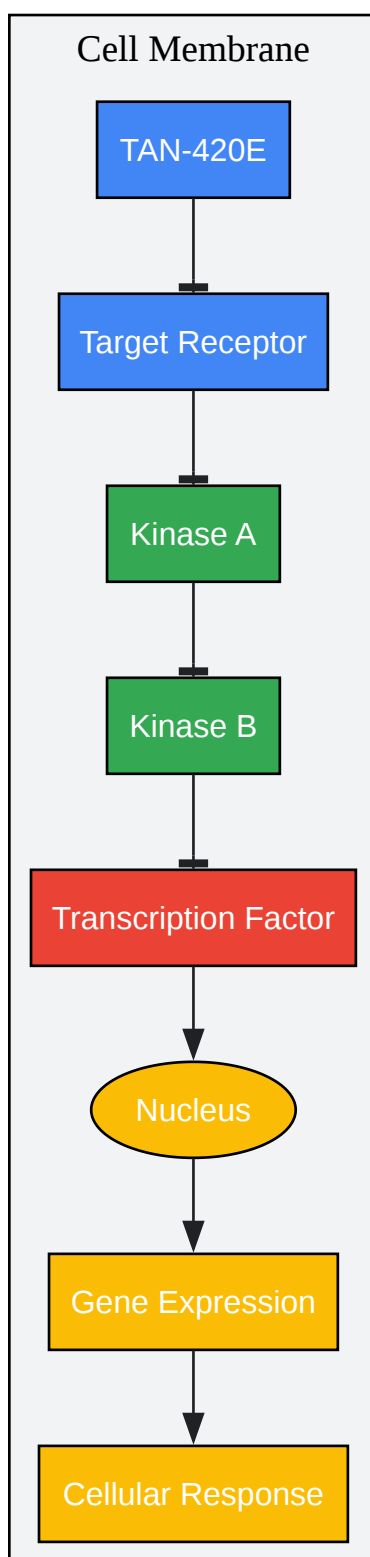 Cell Membrane
TAN-420E
Target Receptor
Kinase A
Kinase B
Transcription Factor
Nucleus
Gene Expression
Cellular Response